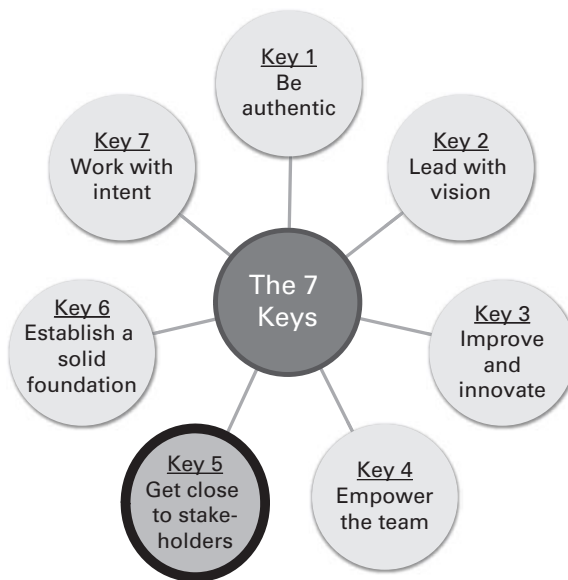 Key 1
Be
authentic
Key 7
Work with
intent
Key 2
Lead with
vision
The 7
Keys
Key 6
Establish a
solid
foundation
Key 3
Improve
and
innovate
Key 5
Get close
to stake-
holders
Key 4
Empower
the team